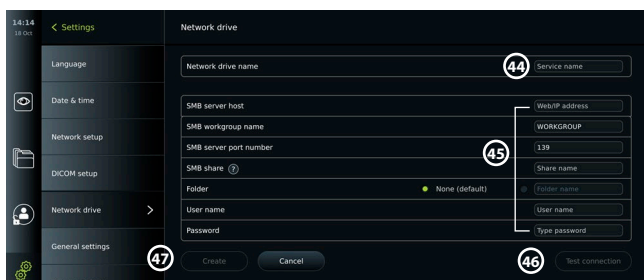 14:14
18 Oct
Settings
Network drive
Language
Date & time
Network setup
DICOM setup
Network drive
General settings
Network drive name
44
Service name
SMB server host
Web/IP address
SMB workgroup name
WORKGROUP
SMB server port number
45
139
SMB share ?
Share name
Folder
None (default)
Folder name
User name
User name
Password
Type password
47
Create
Cancel
46
Test connection